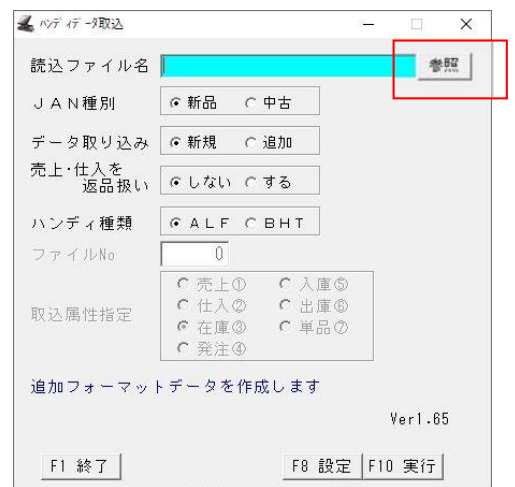 ﾊﾝﾃﾞｨﾃﾞｰﾀ取込
読込ファイル名 参照
ＪＡＮ種別 新品 中古
データ取り込み 新規 追加
売上・仕入を
返品扱い しない する
ハンディ種類 ＡＬＦ ＢＨＴ
ファイルNo 0
売上① 入庫⑤
仕入② 出庫⑥
取込属性指定 在庫③ 単品⑦
発注④
追加フォーマットデータを作成します
Ver1.65
F1 終了 F8 設定 F10 実行